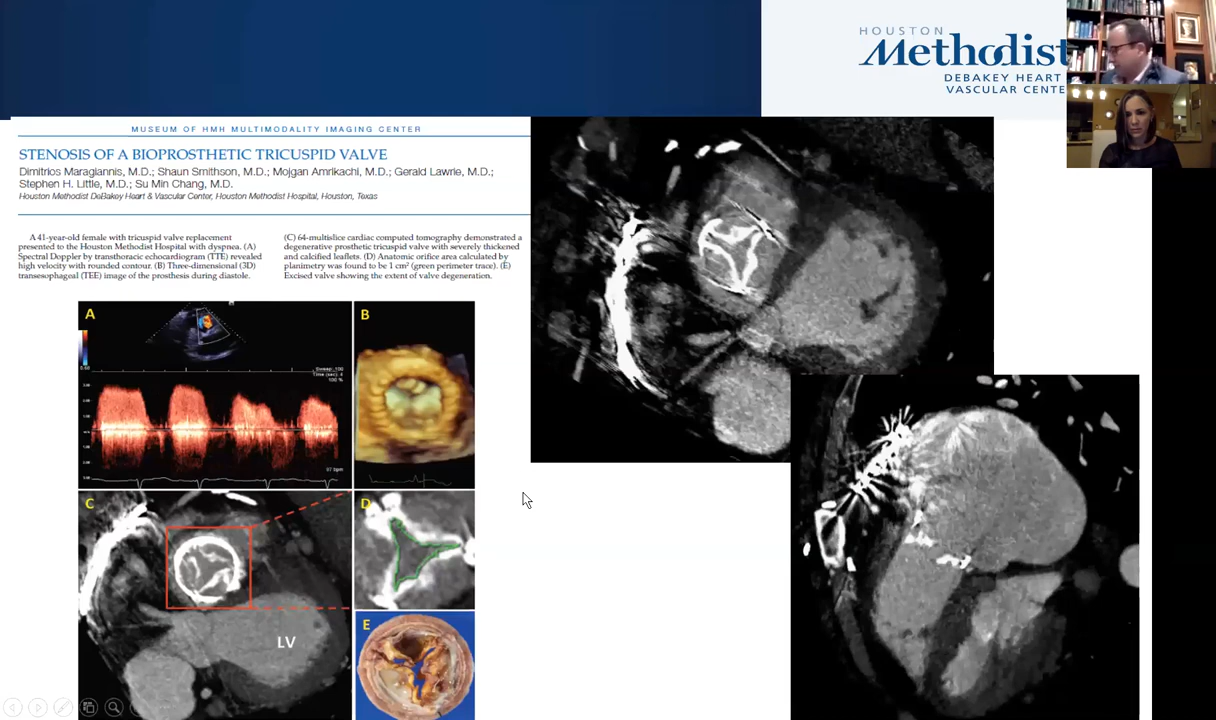 HOUSTON
Methodist
DEBAKEY HEART
VASCULAR CENTE
MUSEUM OF HMH MULTIMODALITY IMAGING CENTER
STENOSIS OF A BIOPROSTHETIC TRICUSPID VALVE
Dimitrios Maragiannis, M.D.; Shaun Smithson, M.D.; Mojgan Amrikachi, M.D.; Gerald Lawrie, M.D.;
Stephen H. Little, M.D.; Su Min Chang, M.D.
Houston Methodist DeBakey Heart & Vascular Center, Houston Methodist Hospital, Houston, Texas
A 41-year-old female with tricuspid valve replacement
presented to the Houston Methodist Hospital with dyspnea. (A)
Spectral Doppler by transthoracic echocardiogram (TTE) revealed
high velocity with rounded contour. (B) Three-dimensional (3D)
transesophageal (TEE) image of the prosthesis during diastole.
(C) 64-multislice cardiac computed tomography demonstrated a
degenerative prosthetic tricuspid valve with severely thickened
and calcified leaflets. (D) Anatomic orifice area calculated by
planimetry was found to be 1 cm² (green perimeter trace). (E)
Excised valve showing the extent of valve degeneration.
A
B
100 %
C
D
LV
E